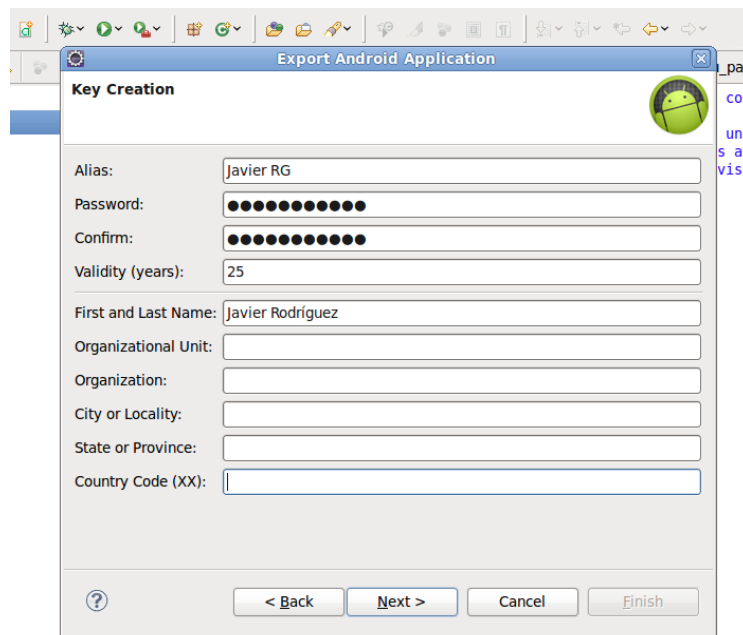 Export Android Application
Key Creation
Alias: Javier RG
Password: ●●●●●●●●●●●
Confirm: ●●●●●●●●●●●
Validity (years): 25
First and Last Name: Javier Rodríguez
Organizational Unit:
Organization:
City or Locality:
State or Province:
Country Code (XX):
< Back Next > Cancel Finish
_pa
co
un
s a
vis